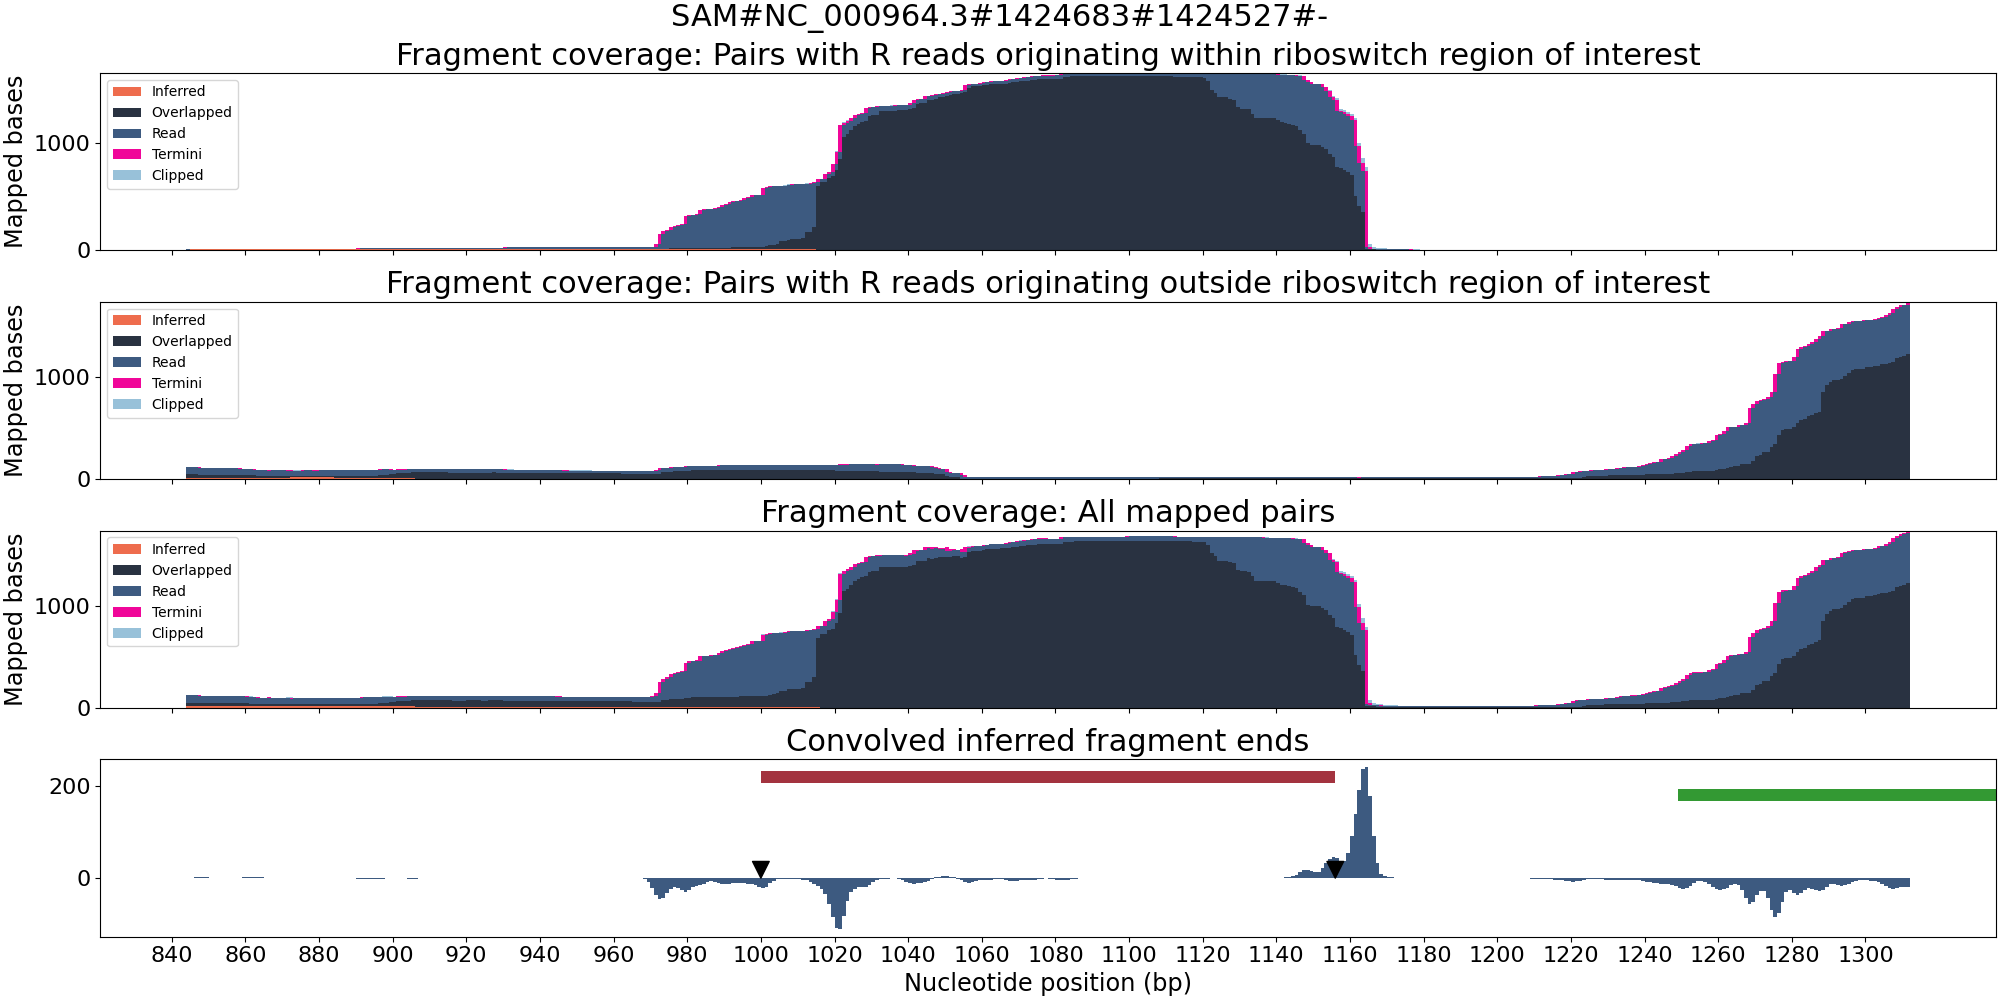 SAM#NC_000964.3#1424683#1424527#-
Fragment coverage: Pairs with R reads originating within riboswitch region of interest
Mapped bases
1000
0
Inferred
Overlapped
Read
Termini
Clipped
Fragment coverage: Pairs with R reads originating outside riboswitch region of interest
Mapped bases
1000
0
Inferred
Overlapped
Read
Termini
Clipped
Fragment coverage: All mapped pairs
Mapped bases
1000
0
Inferred
Overlapped
Read
Termini
Clipped
Convolved inferred fragment ends
200
0
840 860 880 900 920 940 960 980 1000 1020 1040 1060 1080 1100 1120 1140 1160 1180 1200 1220 1240 1260 1280 1300
Nucleotide position (bp)